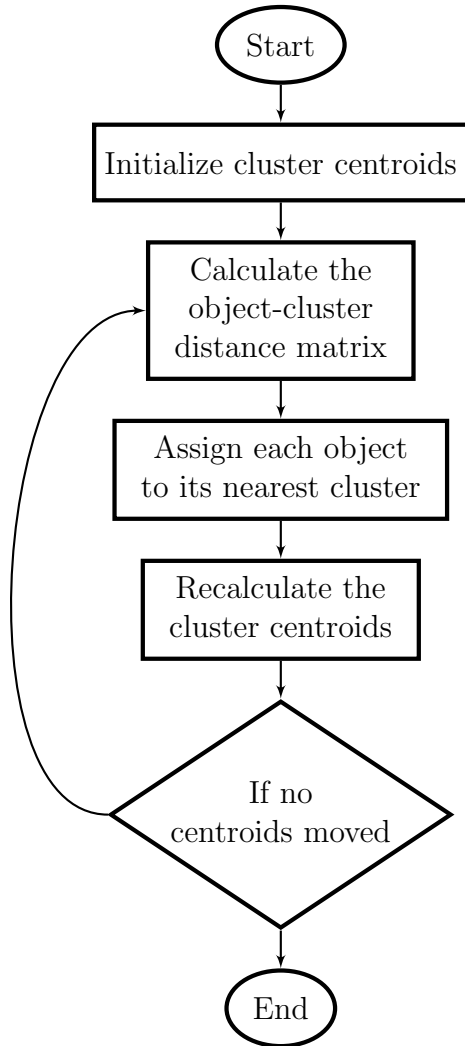 Start
Initialize cluster centroids
Calculate the
object-cluster
distance matrix
Assign each object
to its nearest cluster
Recalculate the
cluster centroids
If no
centroids moved
End